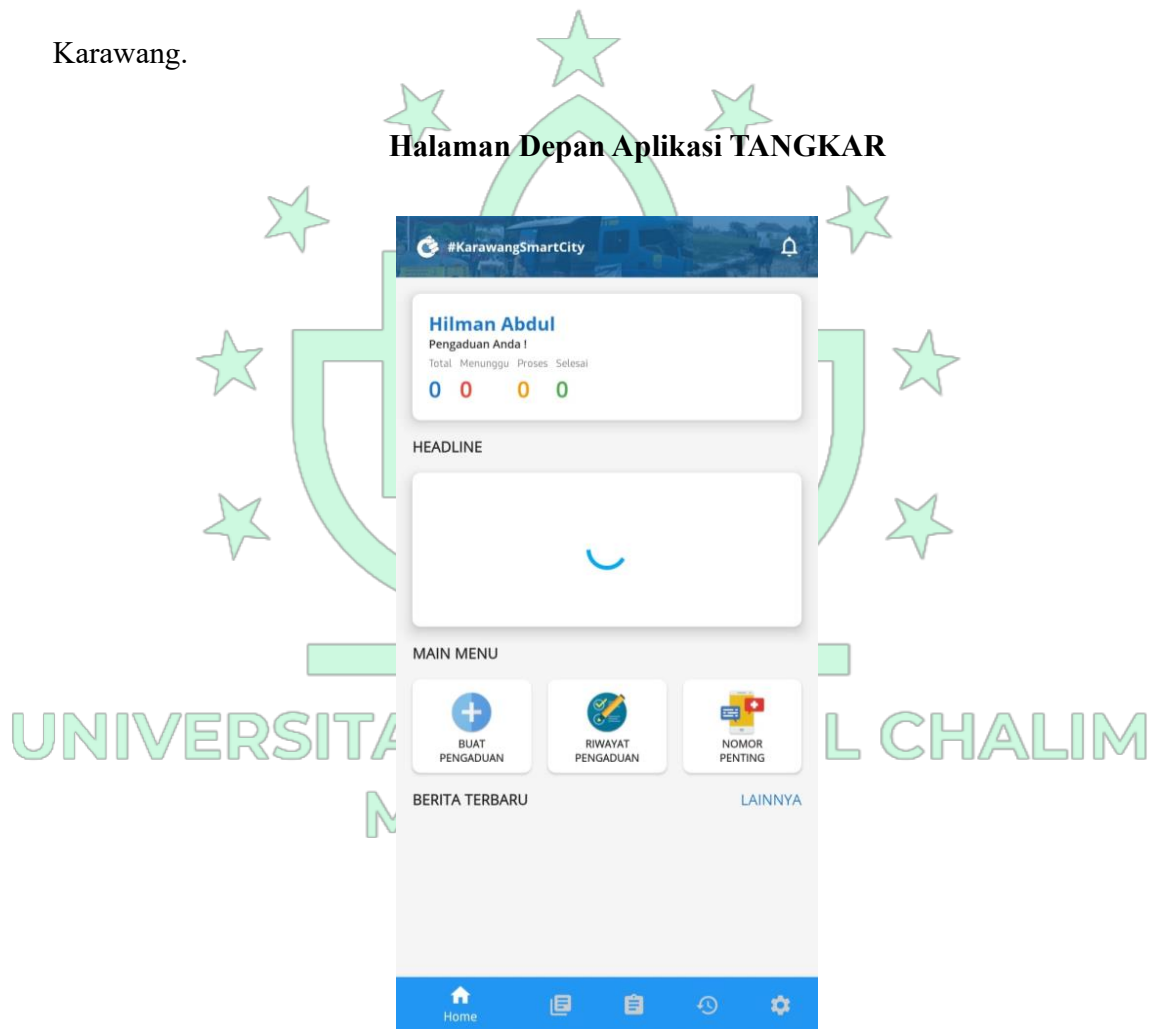 Karawang.
Halaman Depan Aplikasi TANGKAR
#KarawangSmartCity
Hilman Abdul
Pengaduan Anda !
Total Menunggu Proses Selesai
0 0 0 0
HEADLINE
MAIN MENU
BUAT
PENGADUAN
RIWAYAT
PENGADUAN
NOMOR
PENTING
UNIVERSITA L CHALIM
BERITA TERBARU LAINNYA
M
Home